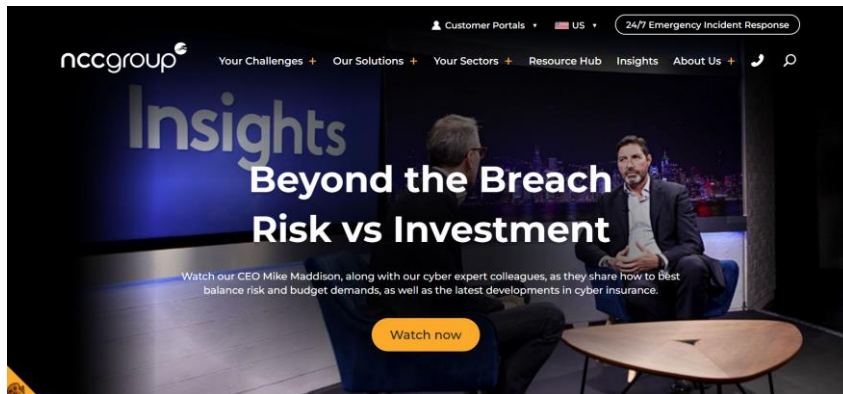 Customer Portals
US
24/7 Emergency Incident Response
nccgroup
Your Challenges + Our Solutions + Your Sectors + Resource Hub Insights About Us +
Insights
Beyond the Breach
Risk vs Investment
Watch our CEO Mike Maddison, along with our cyber expert colleagues, as they share how to best
balance risk and budget demands, as well as the latest developments in cyber insurance.
Watch now